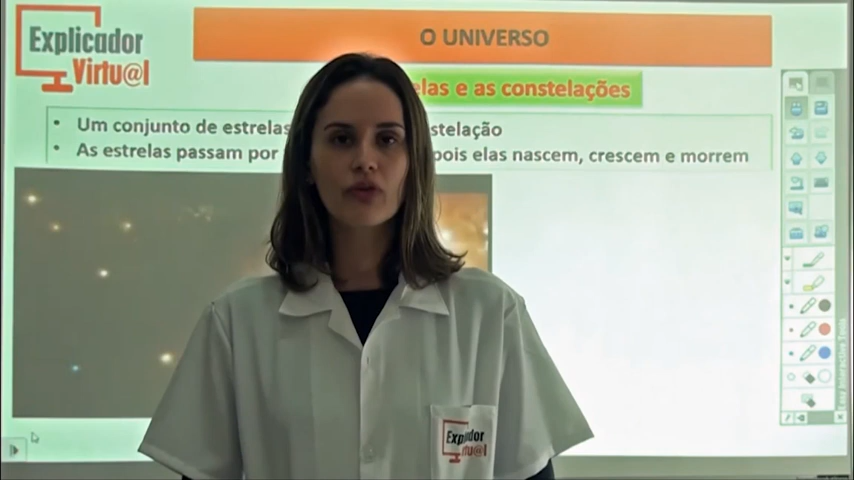 Explicador
Virtu@l
O UNIVERSO
elas e as constelações
• Um conjunto de estrelas stelação
• As estrelas passam por pois elas nascem, crescem e morrem
Explicador
Virtu@l